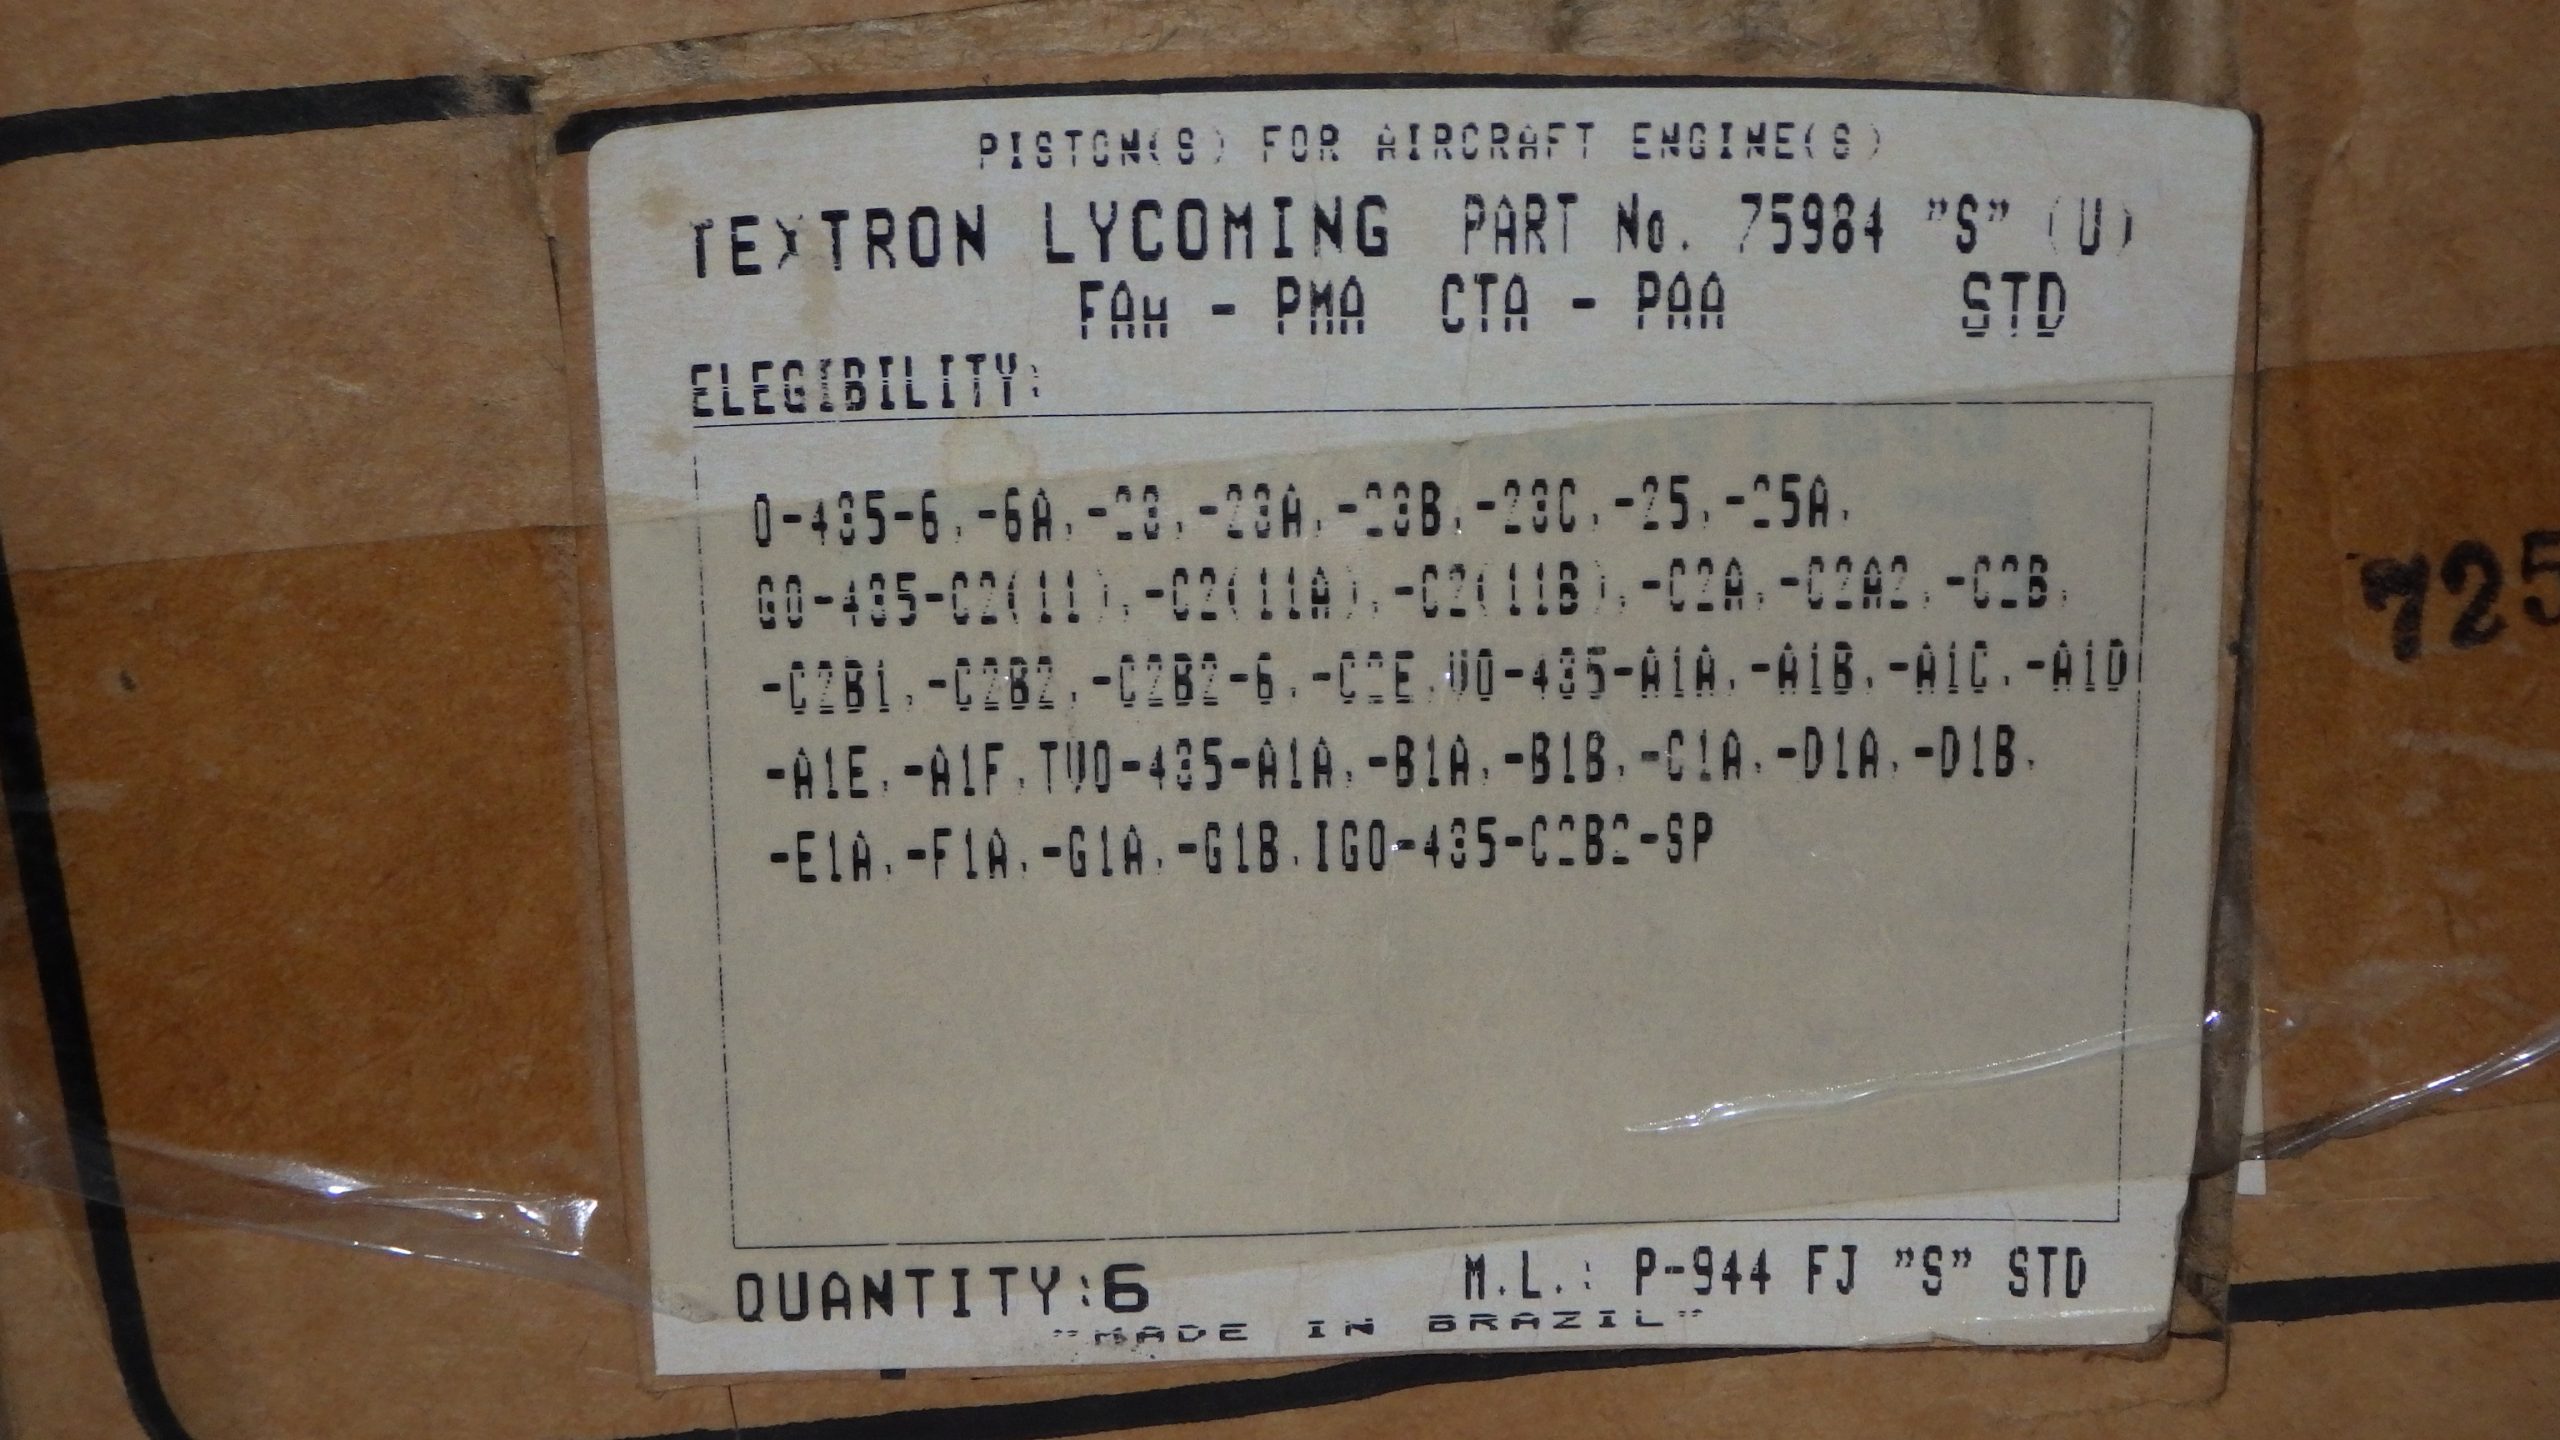 PISTON(S) FOR AIRCRAFT ENGINE(S)
TEXTRON LYCOMING PART No. 75984 "S" (U)
FAA - PMA CTA - PAA STD
ELEGIBILITY:
O-435-6, -6A, -23, -23A, -23B, -23C, -25, -25A,
GO-435-C2(11), -C2(11A), -C2(11B), -C2A, -C2A2, -C2B,
-C2B1, -C2B2, -C2B2-6, -C2E, VO-435-A1A, -A1B, -A1C, -A1D
-A1E, -A1F, TVO-435-A1A, -B1A, -B1B, -C1A, -D1A, -D1B,
-E1A, -F1A, -G1A, -G1B, IGO-435-C2B2-SP
725
QUANTITY:6 M.L.: P-944 FJ "S" STD
"MADE IN BRAZIL"